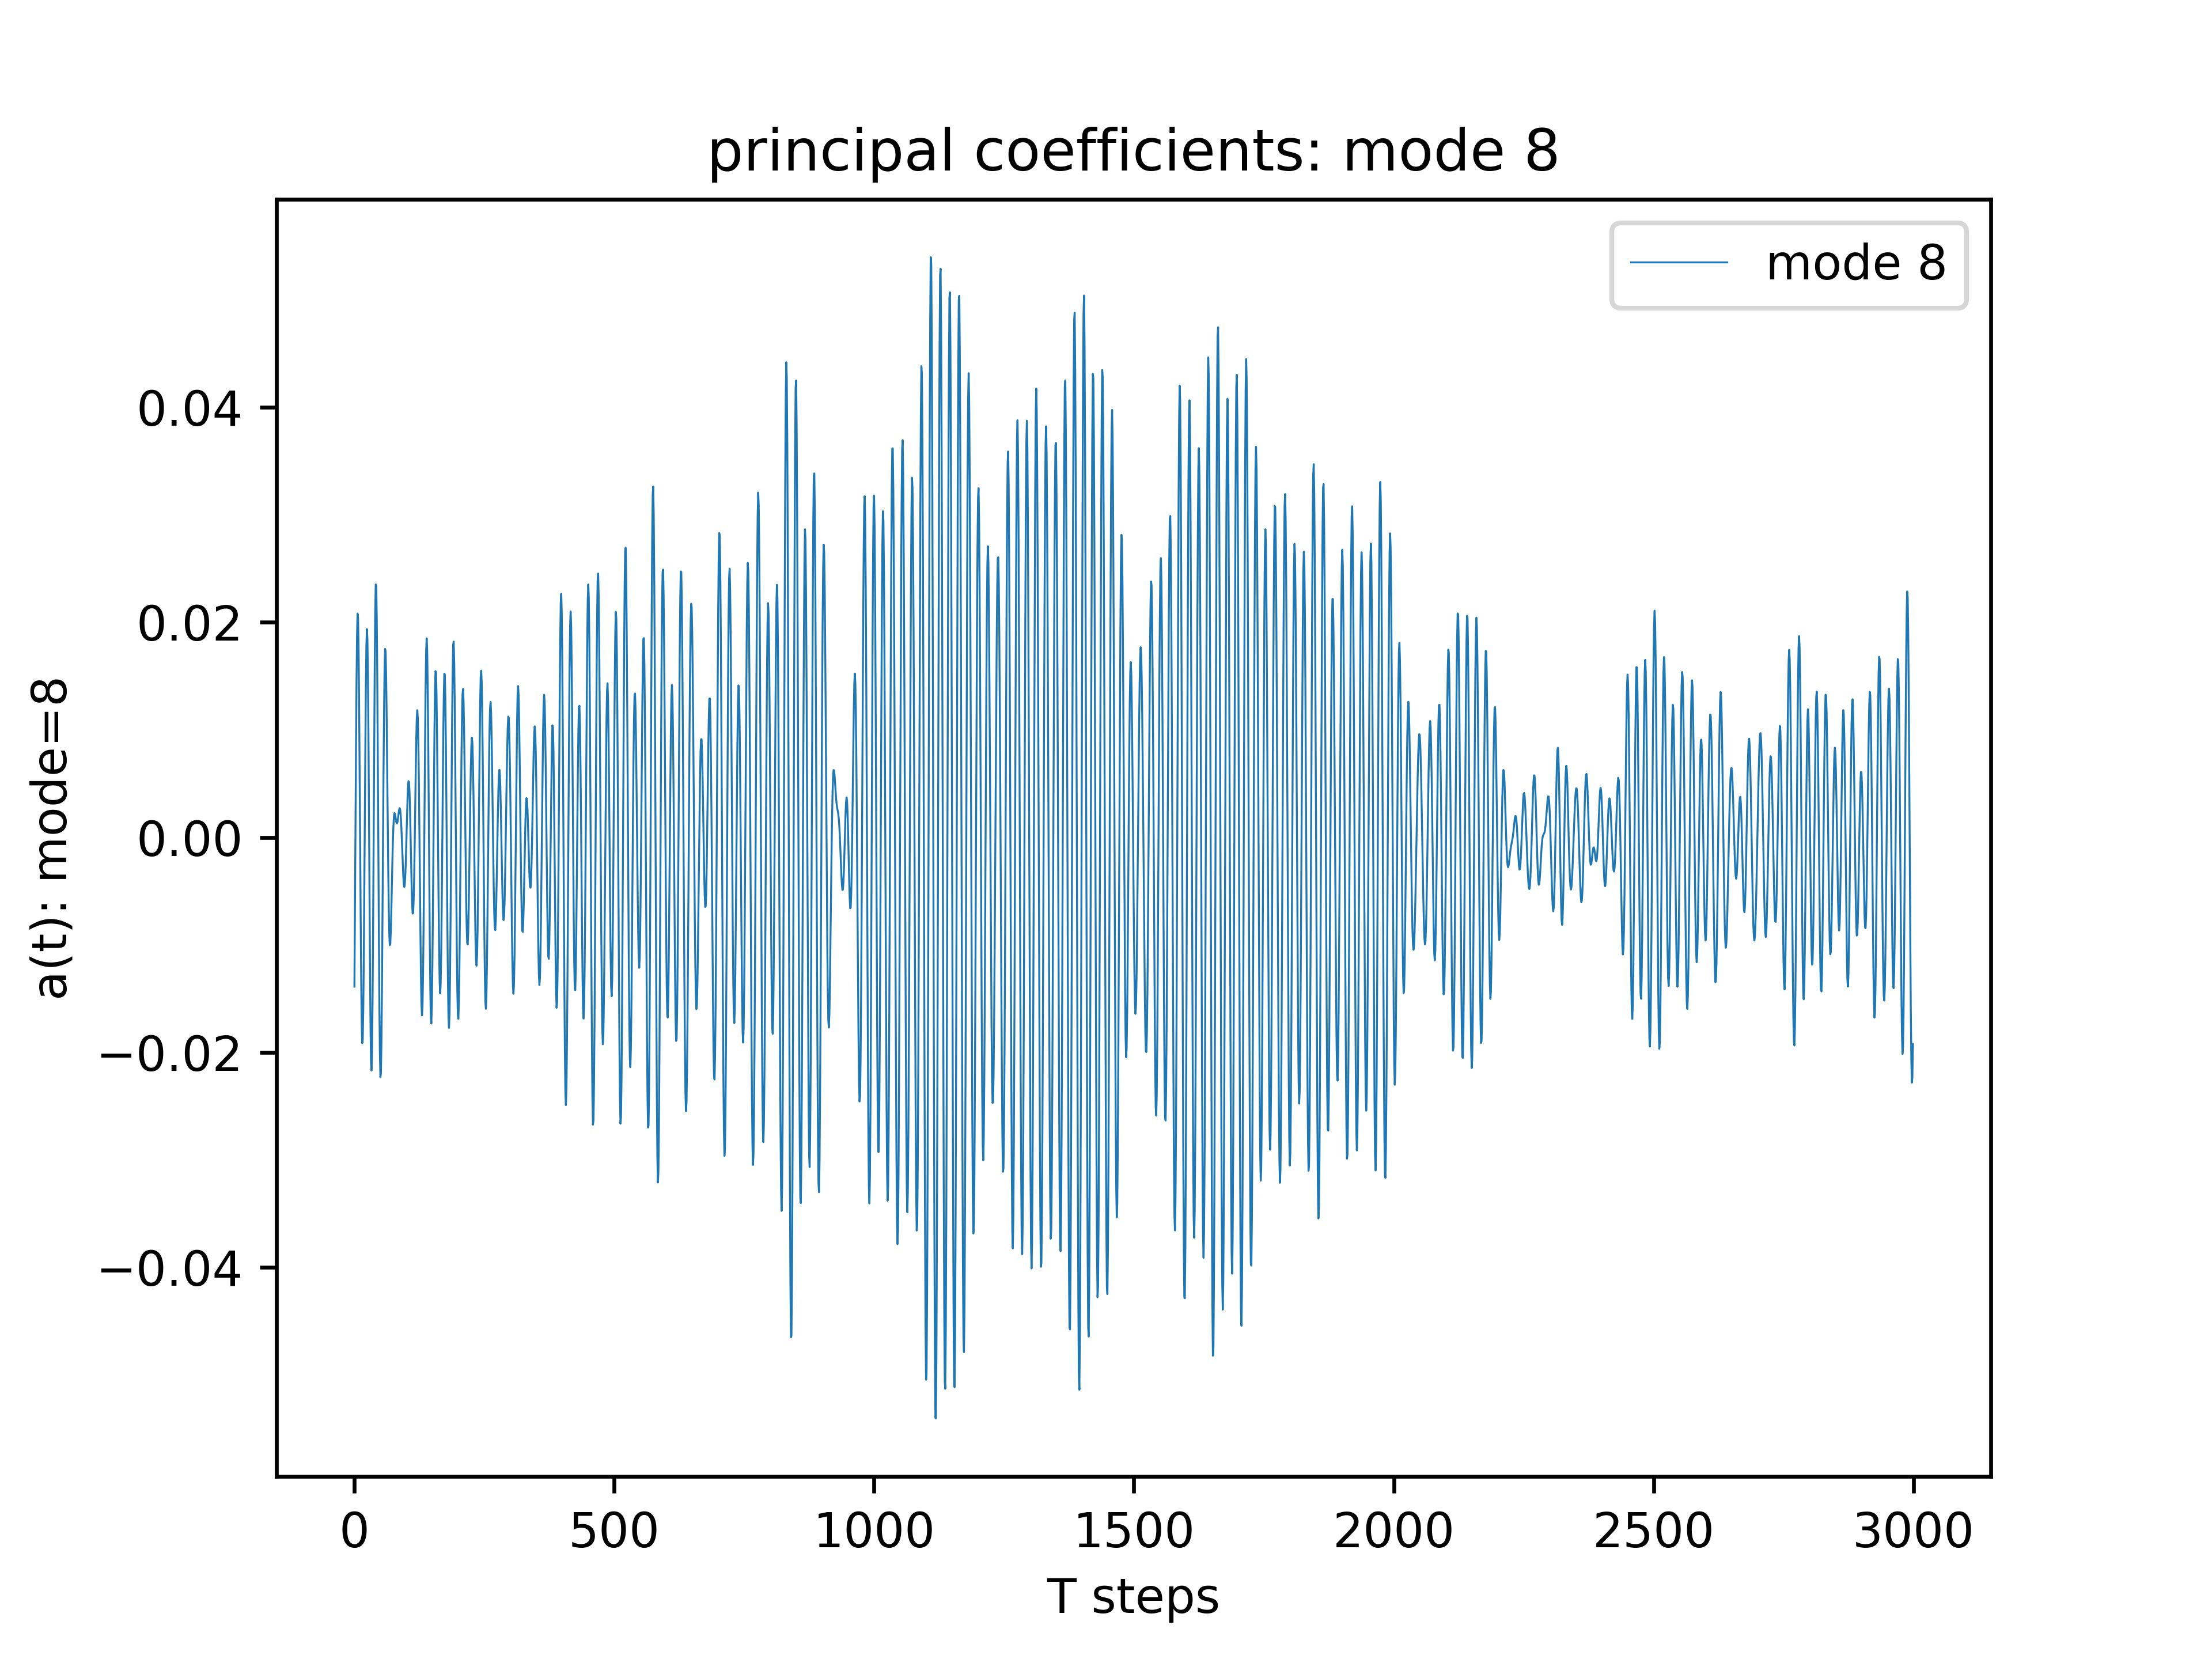 principal coefficients: mode 8
mode 8
0.04
0.02
0.00
−0.02
−0.04
a(t): mode=8
0 500 1000 1500 2000 2500 3000
T steps